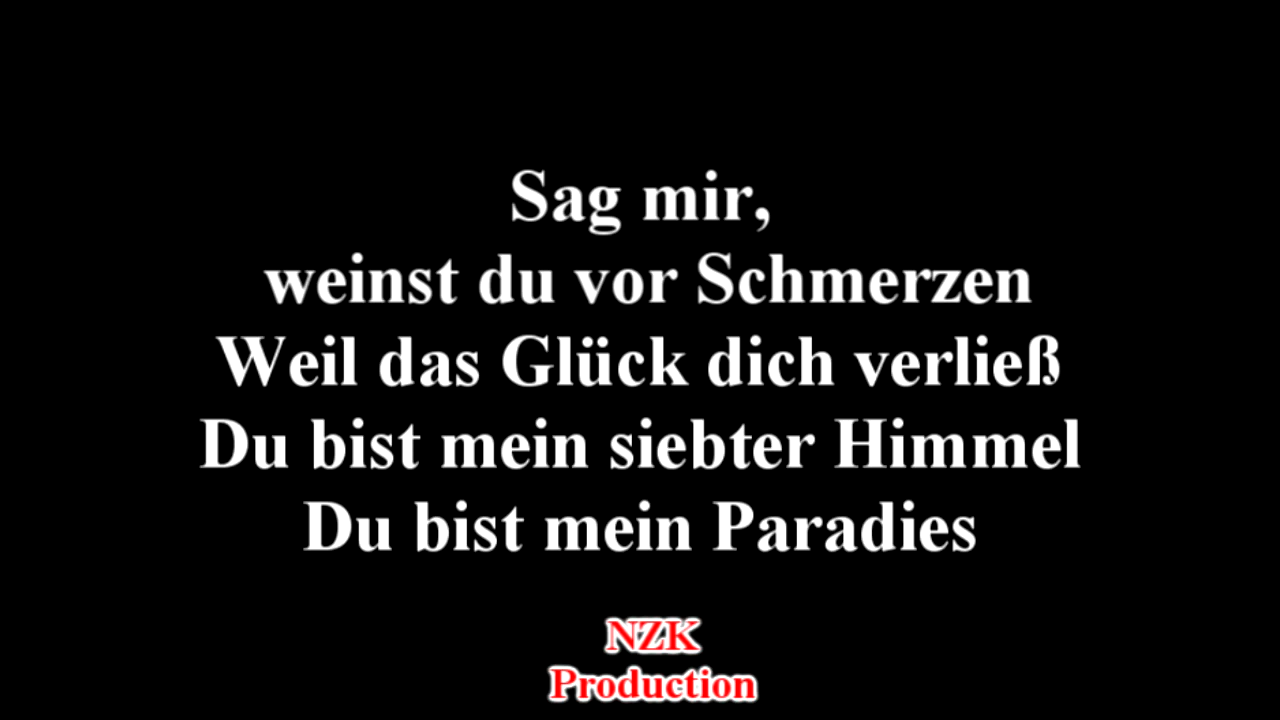 Sag mir,
weinst du vor Schmerzen
Weil das Glück dich verließ
Du bist mein siebter Himmel
Du bist mein Paradies
NZK
Production